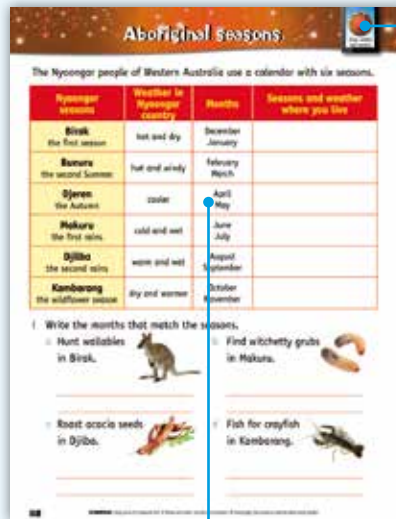 Aboriginal seasons
The Nyoongar people of Western Australia use a calendar with six seasons.
Nyoongar seasons
Weather in Nyoongar country
Months
Seasons and weather where you live
Birak
the first season
hot and dry
December
January
Bunuru
the second Summer
hot and windy
February
March
Djeran
the Autumn
cooler
April
May
Makuru
the first rains
cold and wet
June
July
Djilba
the second rains
warm and wet
August
September
Kambarang
the wildflower season
dry and warmer
October
November
1 Write the months that match the seasons.
Hunt wallabies
in Birak.
Find witchetty grubs
in Makuru.
Roast acacia seeds
in Djilba.
Fish for crayfish
in Kambarang.